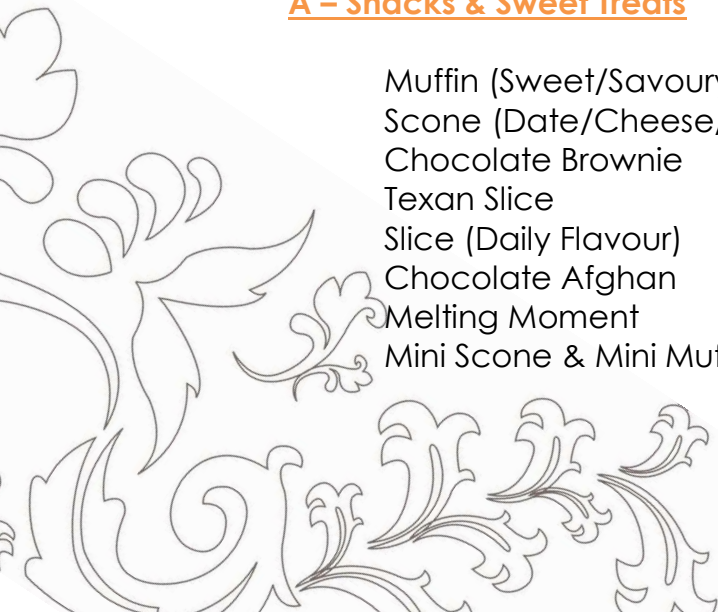 A – Snacks & Sweet Treats
Muffin (Sweet/Savoury
Scone (Date/Cheese/
Chocolate Brownie
Texan Slice
Slice (Daily Flavour)
Chocolate Afghan
Melting Moment
Mini Scone & Mini Muf